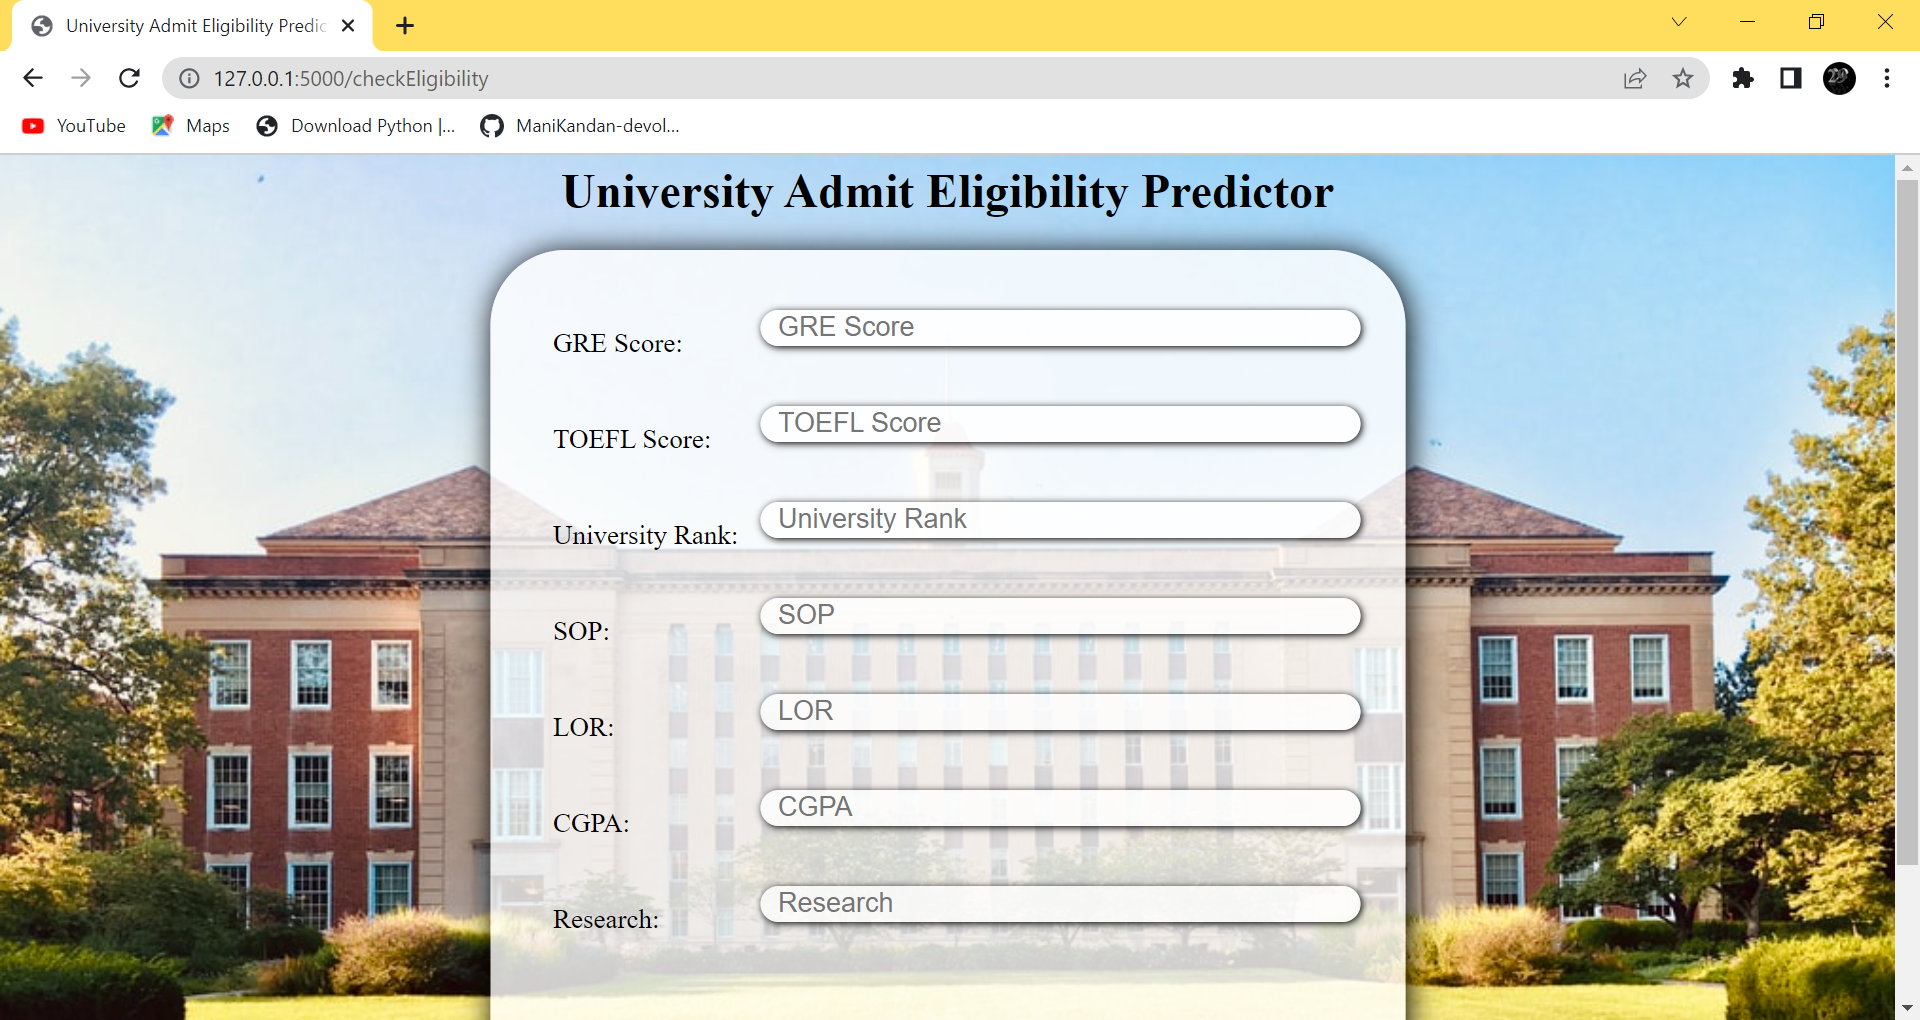 University Admit Eligibility Predic
127.0.0.1:5000/checkEligibility
YouTube Maps Download Python |... ManiKandan-devol...
University Admit Eligibility Predictor
GRE Score: GRE Score
TOEFL Score: TOEFL Score
University Rank: University Rank
SOP: SOP
LOR: LOR
CGPA: CGPA
Research: Research